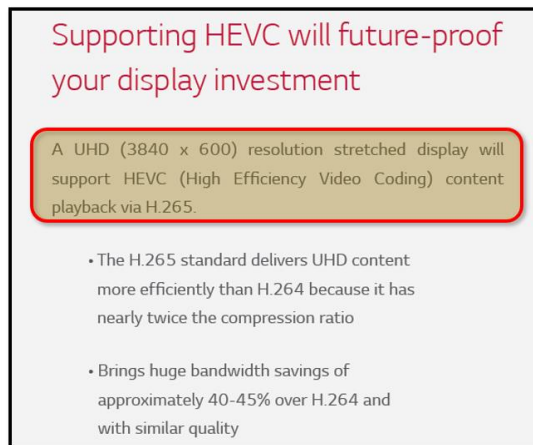 Supporting HEVC will future-proof
your display investment
A UHD (3840 x 600) resolution stretched display will
support HEVC (High Efficiency Video Coding) content
playback via H.265.
• The H.265 standard delivers UHD content
more efficiently than H.264 because it has
nearly twice the compression ratio
• Brings huge bandwidth savings of
approximately 40-45% over H.264 and
with similar quality